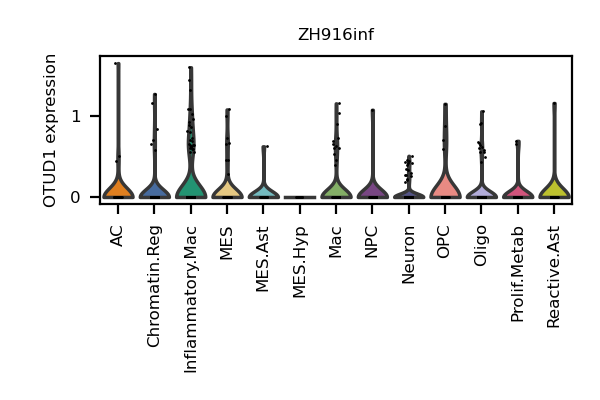 ZH916inf
OTUD1 expression
1
0
AC
Chromatin.Reg
Inflammatory.Mac
MES
MES.Ast
MES.Hyp
Mac
NPC
Neuron
OPC
Oligo
Prolif.Metab
Reactive.Ast